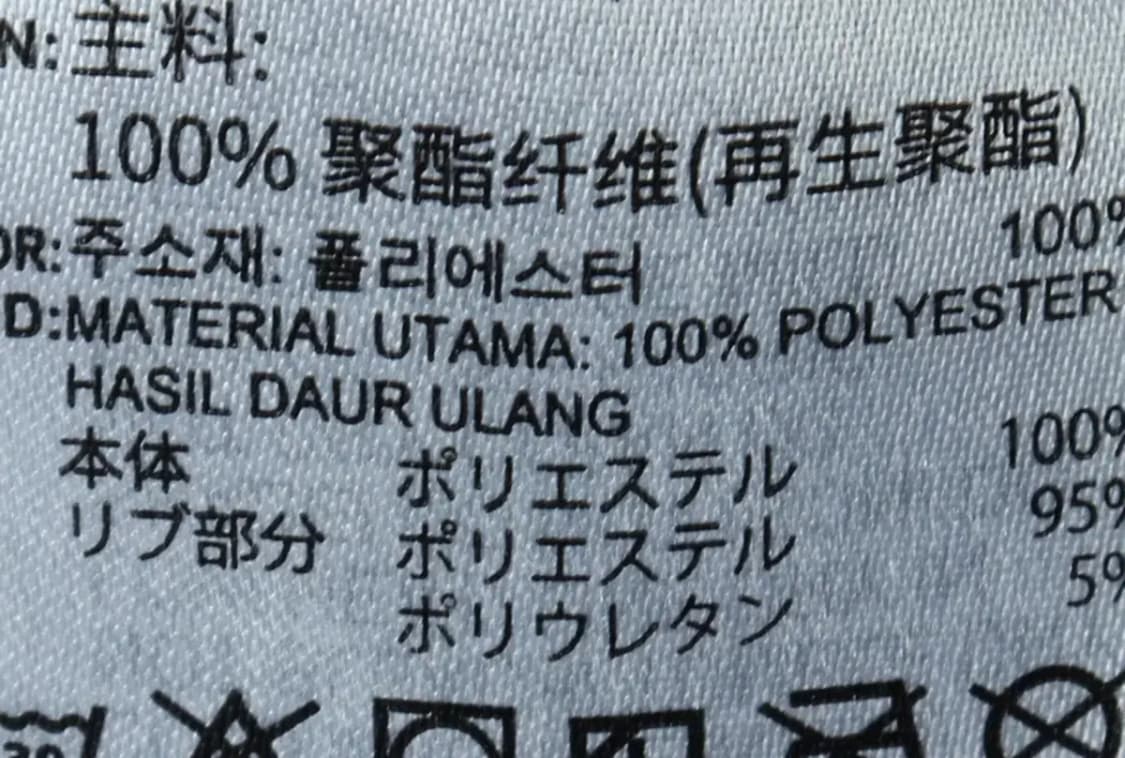 N:主料:
100% 聚酯纤维(再生聚酯)
OR:주소재: 폴리에스터 100%
D:MATERIAL UTAMA: 100% POLYESTER
HASIL DAUR ULANG
本体 ポリエステル 100%
リブ部分 ポリエステル 95%
ポリウレタン 5%
30